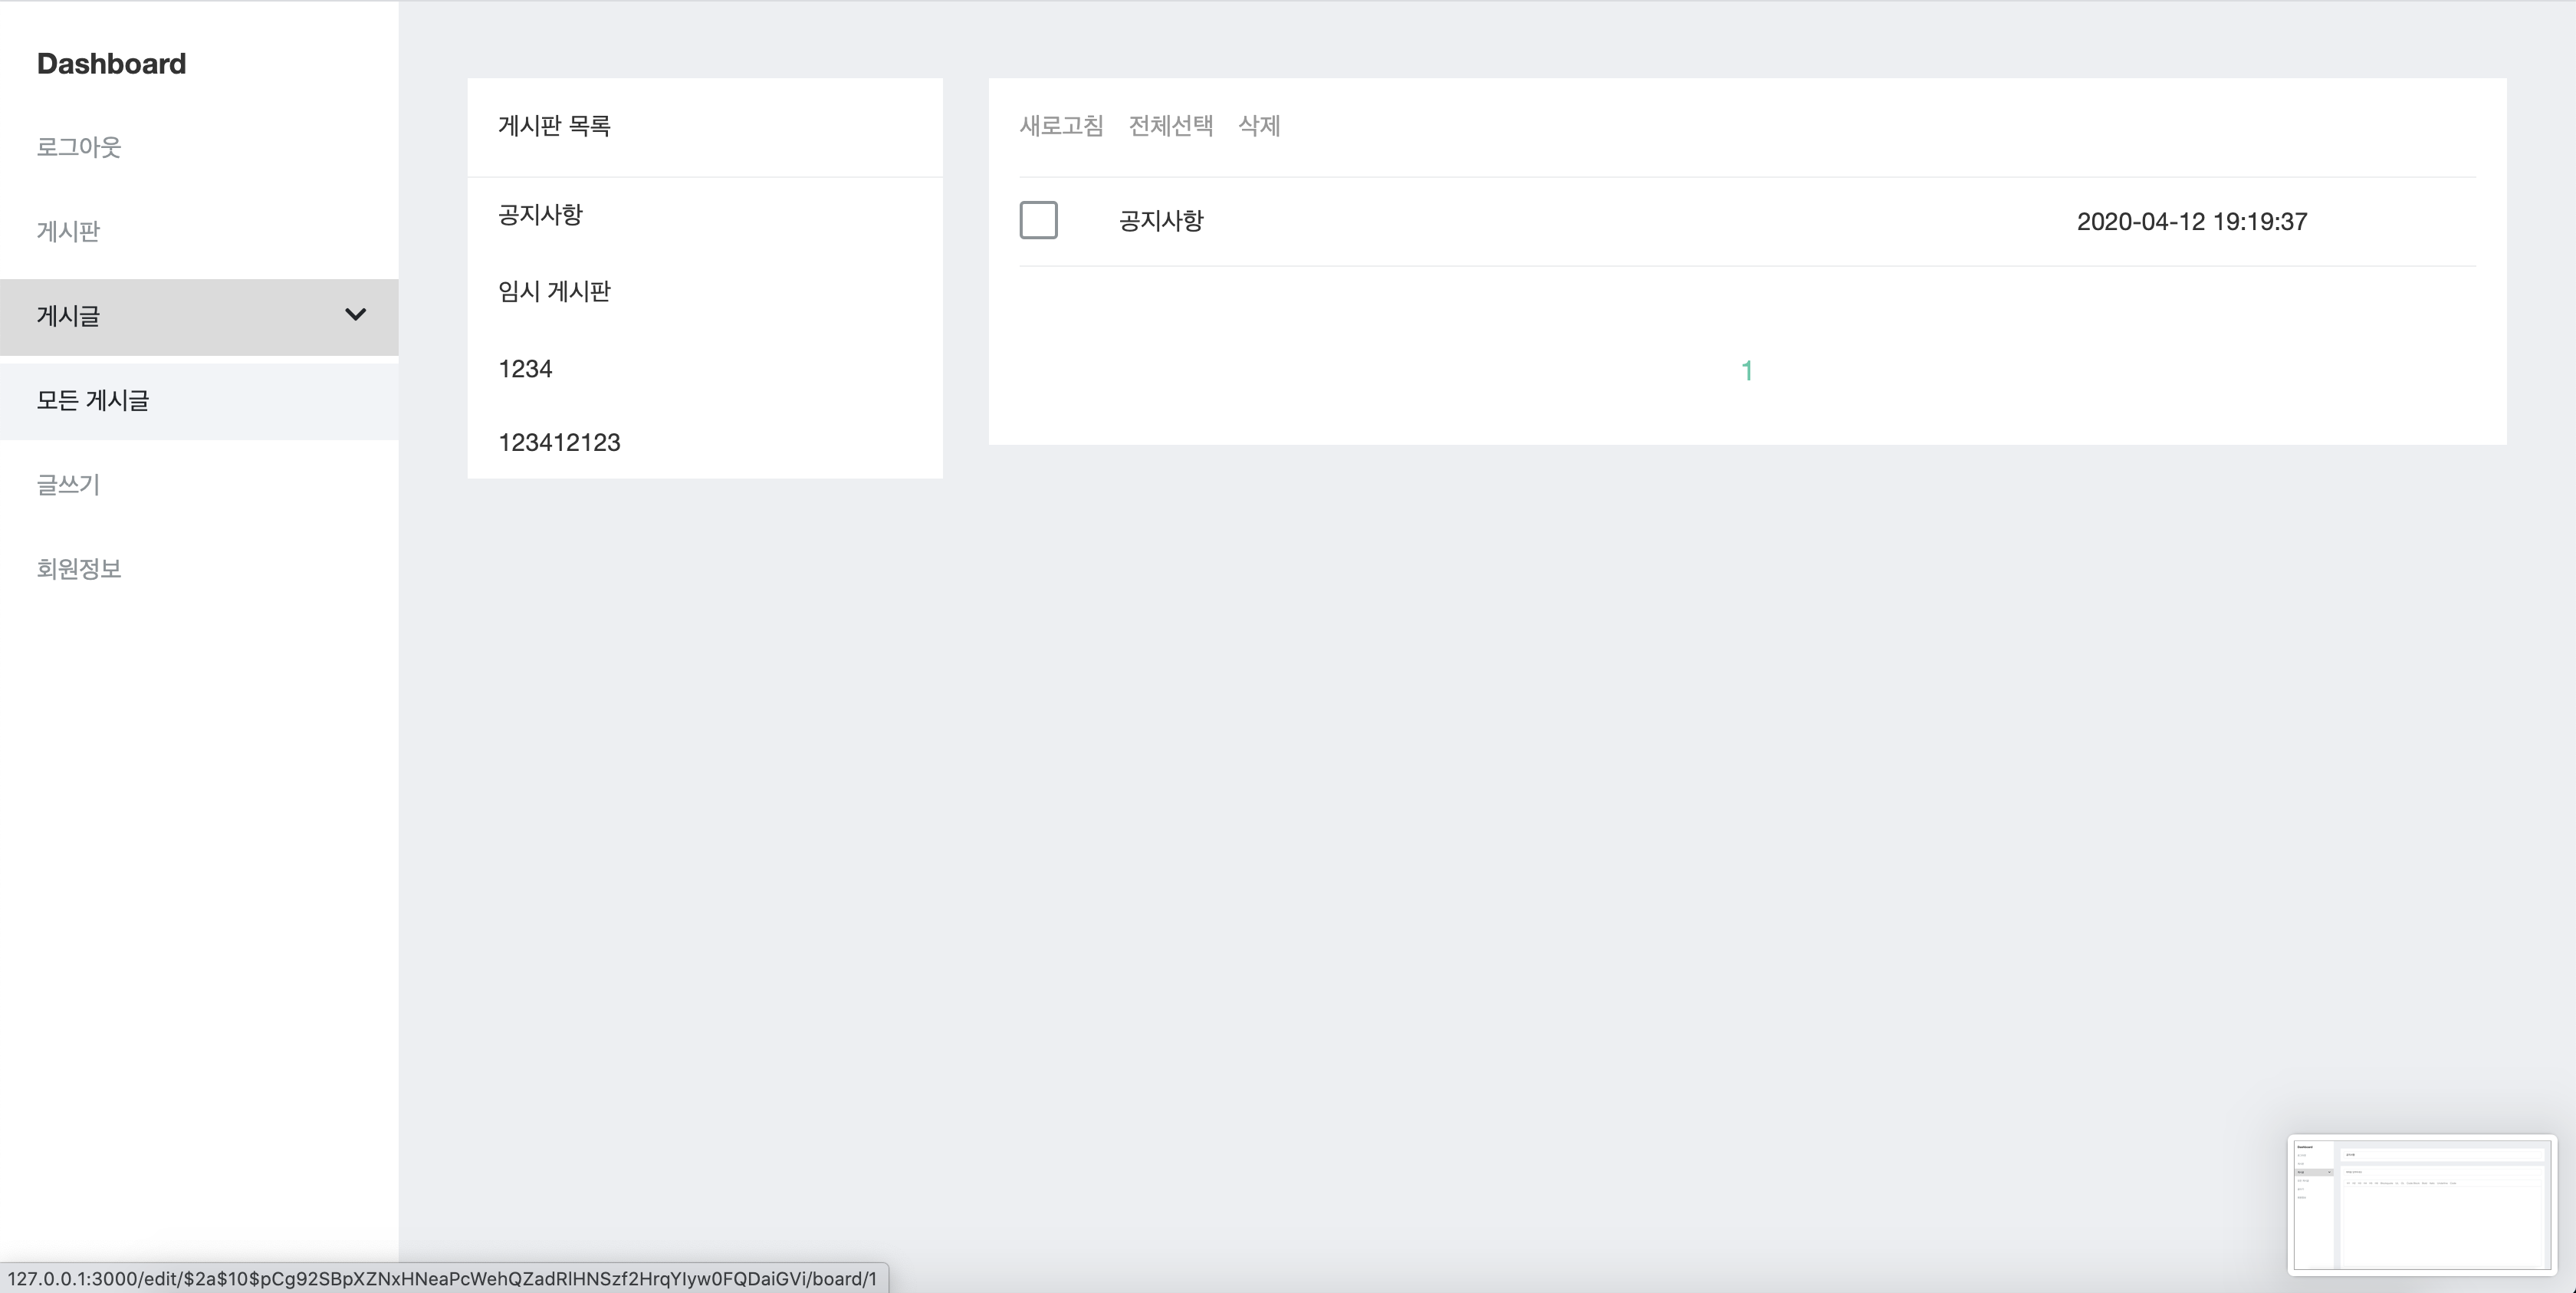 Dashboard
로그아웃
게시판
게시글
모든 게시글
글쓰기
회원정보
게시판 목록
공지사항
임시 게시판
1234
123412123
새로고침 전체선택 삭제
공지사항 2020-04-12 19:19:37
1
127.0.0.1:3000/edit/$2a$10$pCg92SBpXZNxHNeaPcWehQZadRlHNSzf2HrqYIyw0FQDaiGVi/board/1